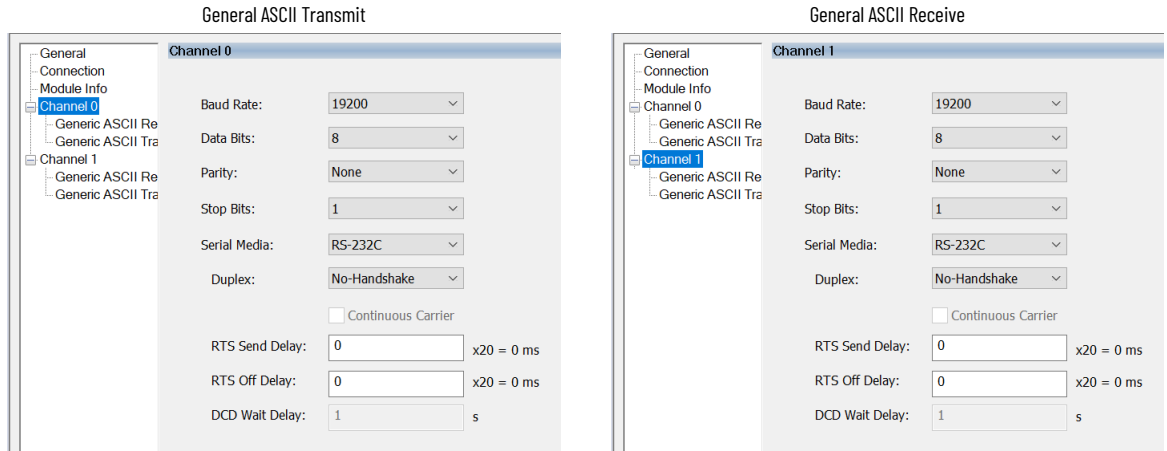 General ASCII Transmit
General
Connection
Module Info
Channel 0
Generic ASCII Re
Generic ASCII Tra
Channel 1
Generic ASCII Re
Generic ASCII Tra
Channel 0
Baud Rate: 19200
Data Bits: 8
Parity: None
Stop Bits: 1
Serial Media: RS-232C
Duplex: No-Handshake
Continuous Carrier
RTS Send Delay: 0 x20 = 0 ms
RTS Off Delay: 0 x20 = 0 ms
DCD Wait Delay: 1 s
General ASCII Receive
General
Connection
Module Info
Channel 0
Generic ASCII Re
Generic ASCII Tra
Channel 1
Generic ASCII Re
Generic ASCII Tra
Channel 1
Baud Rate: 19200
Data Bits: 8
Parity: None
Stop Bits: 1
Serial Media: RS-232C
Duplex: No-Handshake
Continuous Carrier
RTS Send Delay: 0 x20 = 0 ms
RTS Off Delay: 0 x20 = 0 ms
DCD Wait Delay: 1 s